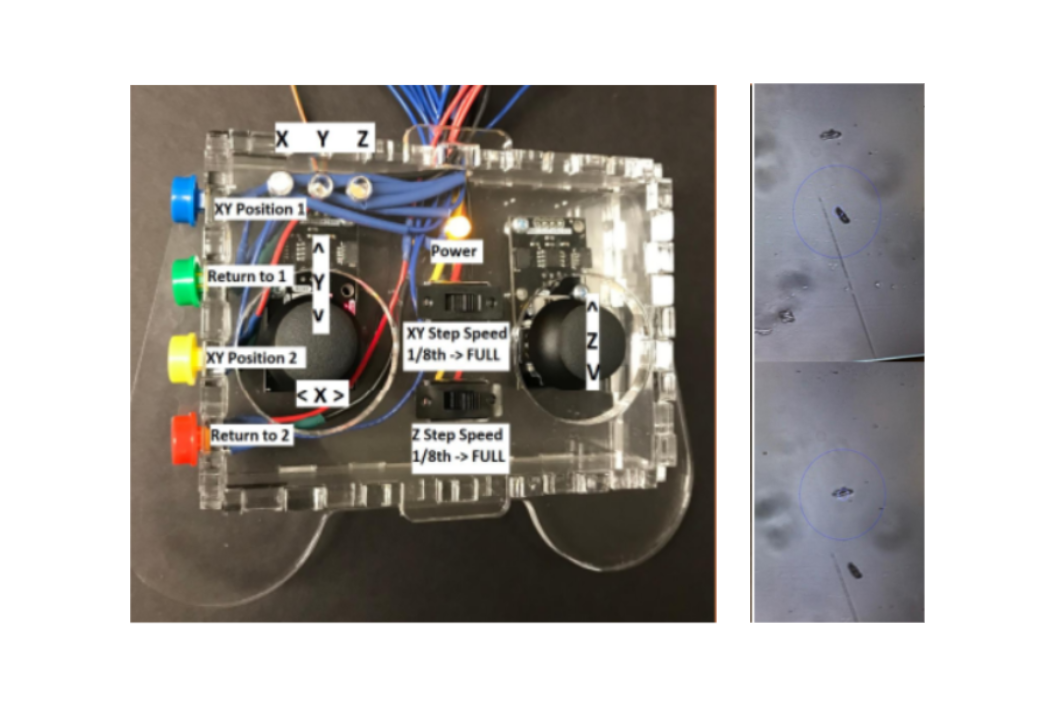 X Y Z
XY Position 1
Power
Return to 1
^
Y
v
XY Step Speed
1/8th -> FULL
^
Z
V
XY Position 2
< X >
Return to 2
Z Step Speed
1/8th -> FULL